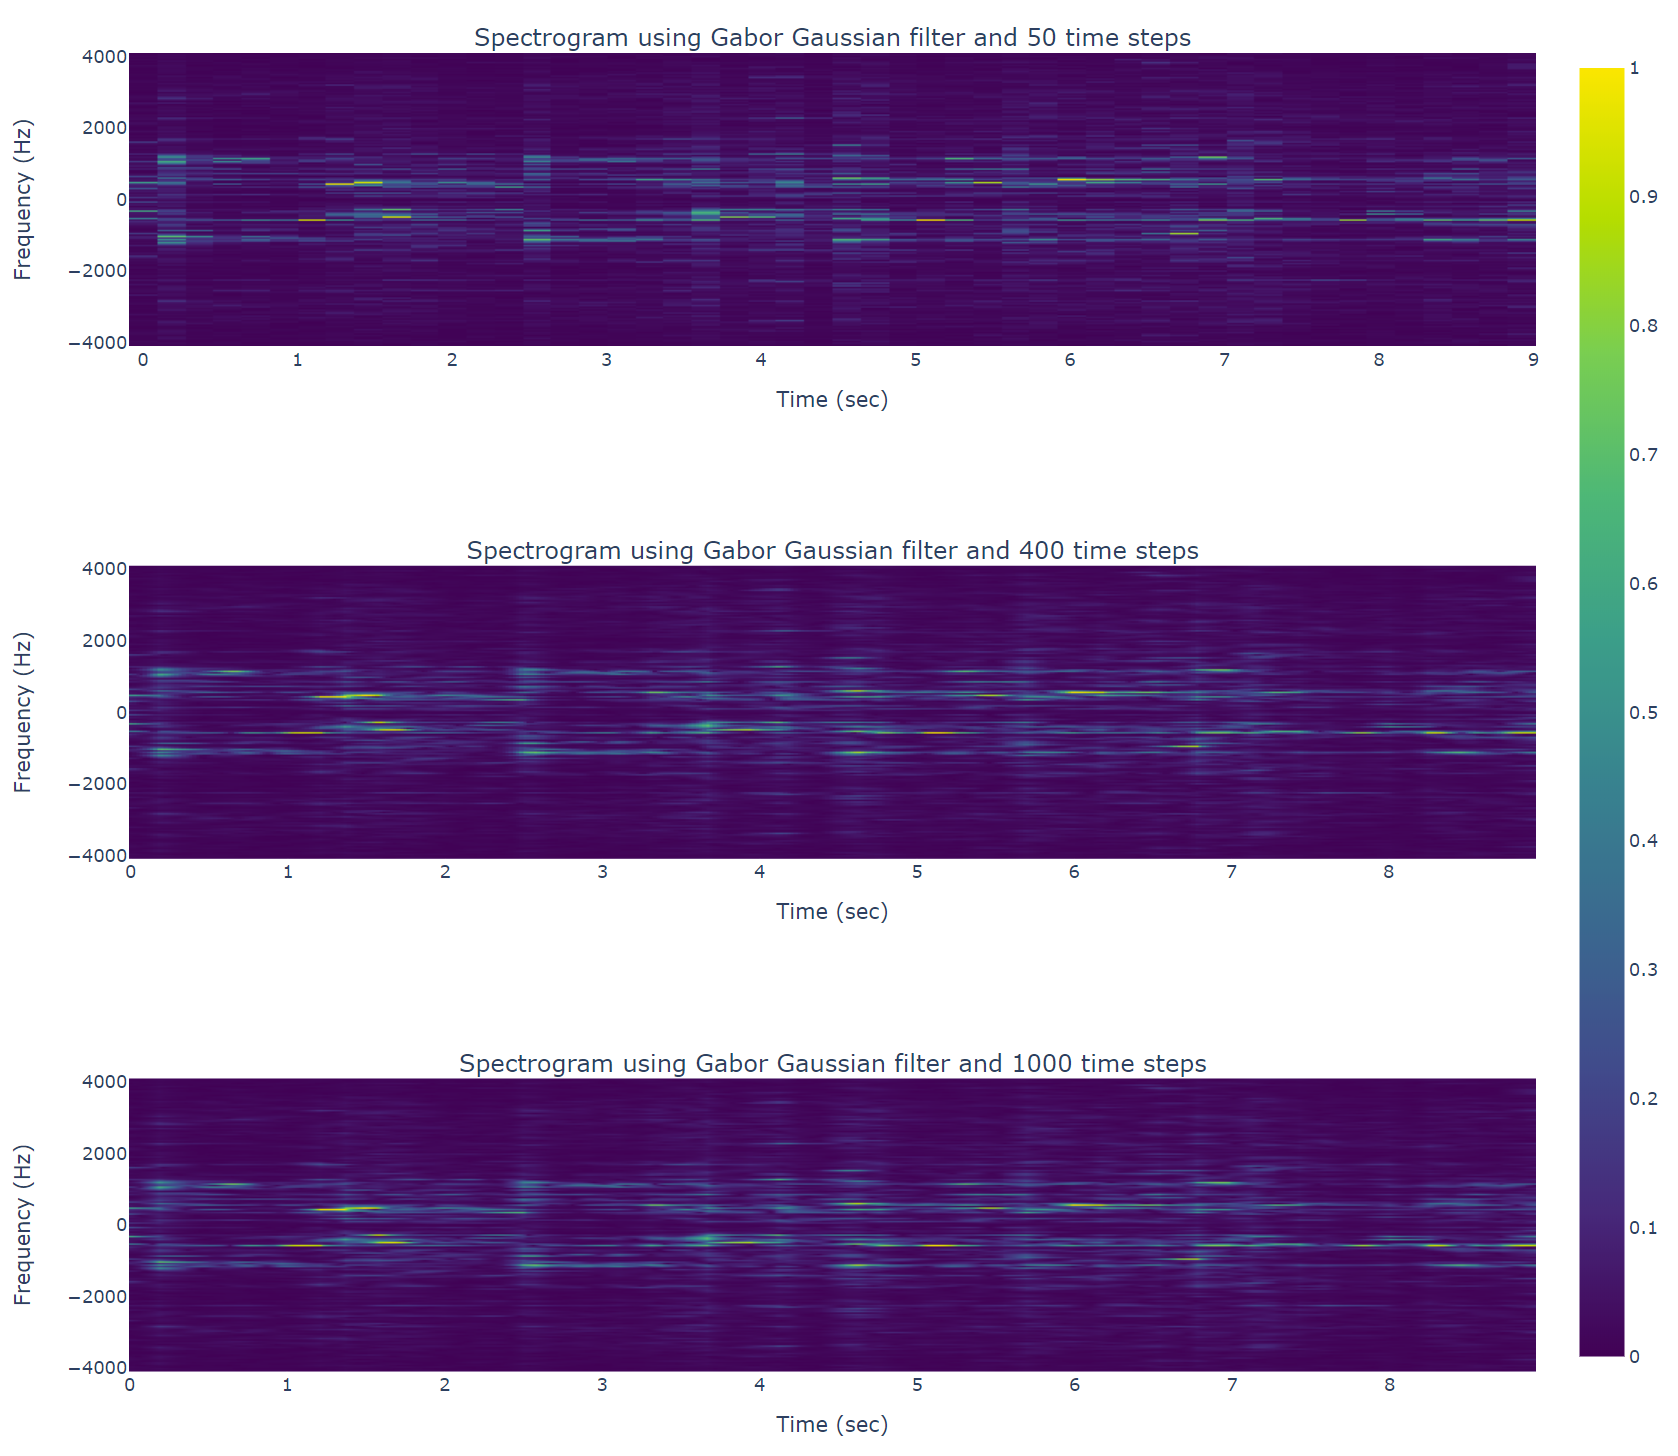 Spectrogram using Gabor Gaussian filter and 50 time steps
4000
2000
0
−2000
−4000
Frequency (Hz)
0 1 2 3 4 5 6 7 8 9
Time (sec)
Spectrogram using Gabor Gaussian filter and 400 time steps
4000
2000
0
−2000
−4000
Frequency (Hz)
0 1 2 3 4 5 6 7 8
Time (sec)
Spectrogram using Gabor Gaussian filter and 1000 time steps
4000
2000
0
−2000
−4000
Frequency (Hz)
0 1 2 3 4 5 6 7 8
Time (sec)
1
0.9
0.8
0.7
0.6
0.5
0.4
0.3
0.2
0.1
0